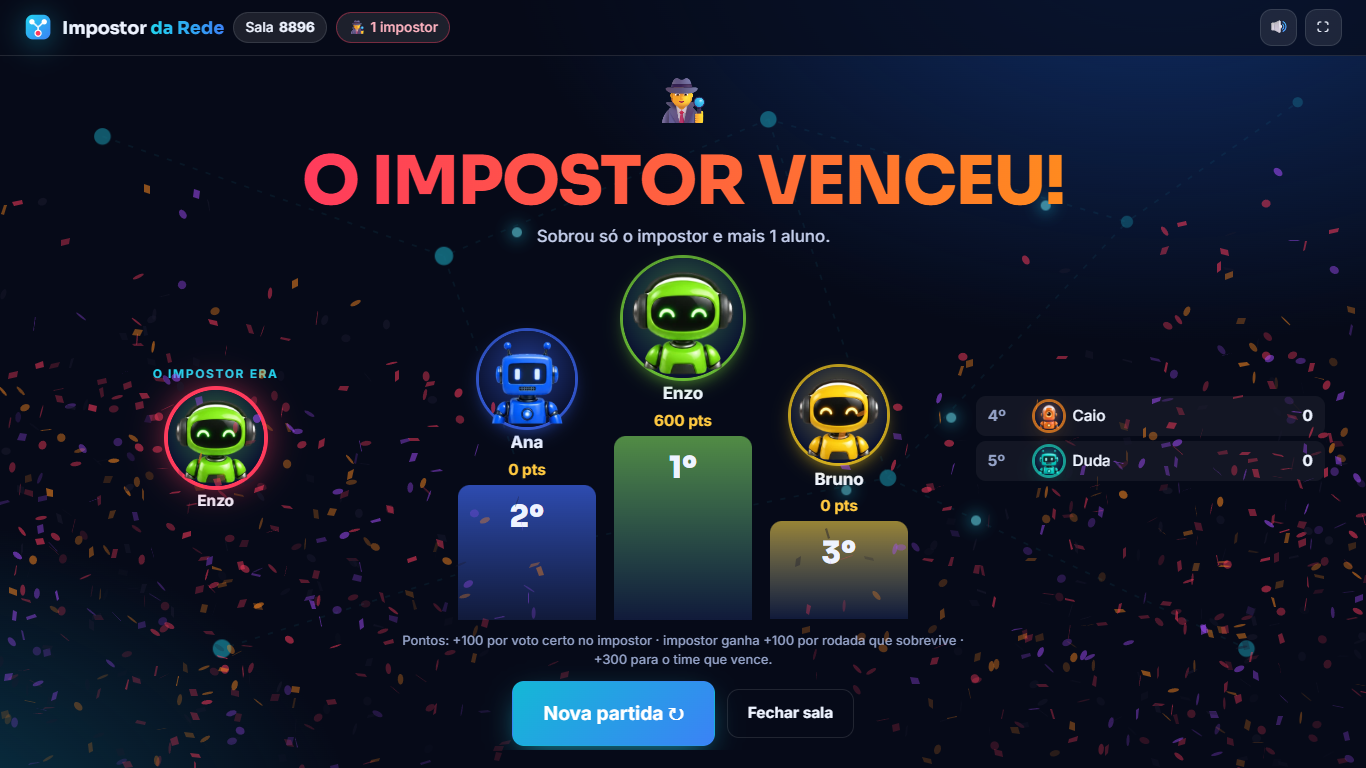 Impostor da Rede
Sala 8896
1 impostor
O IMPOSTOR VENCEU!
Sobrou só o impostor e mais 1 aluno.
O IMPOSTOR ERA
Enzo
Ana
0 pts
2º
Enzo
600 pts
1º
Bruno
0 pts
3º
4º Caio 0
5º Duda 0
Pontos: +100 por voto certo no impostor · impostor ganha +100 por rodada que sobrevive ·
+300 para o time que vence.
Nova partida ↻
Fechar sala